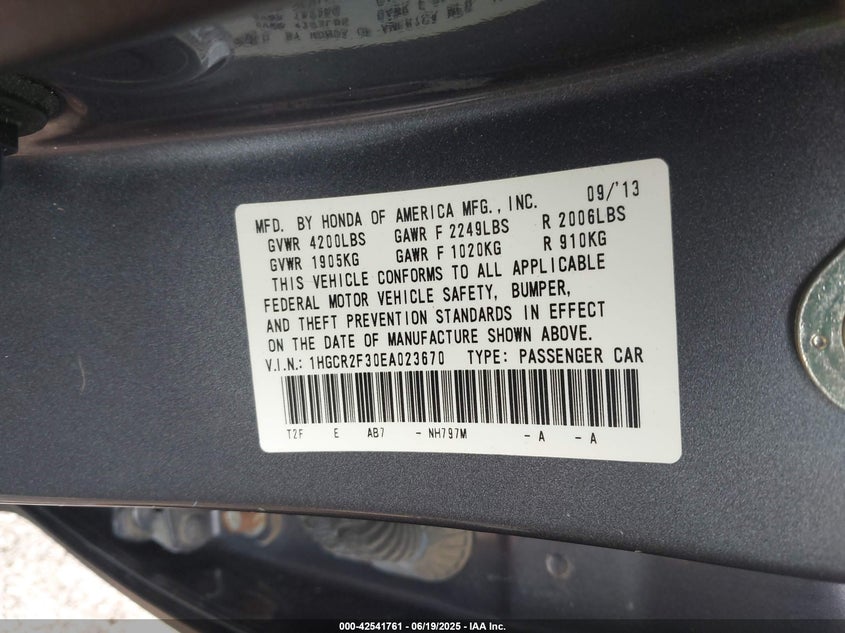 MFD. BY HONDA OF AMERICA MFG., INC. 09/'13
GVWR 4200LBS GAWR F 2249LBS R 2006LBS
GVWR 1905KG GAWR F 1020KG R 910KG
THIS VEHICLE CONFORMS TO ALL APPLICABLE
FEDERAL MOTOR VEHICLE SAFETY, BUMPER,
AND THEFT PREVENTION STANDARDS IN EFFECT
ON THE DATE OF MANUFACTURE SHOWN ABOVE.
V.I.N.: 1HGCR2F30EA023670 TYPE: PASSENGER CAR
T2F E AB7 - NH797M - A - A
000-42541761 - 06/19/2025 - IAA Inc.